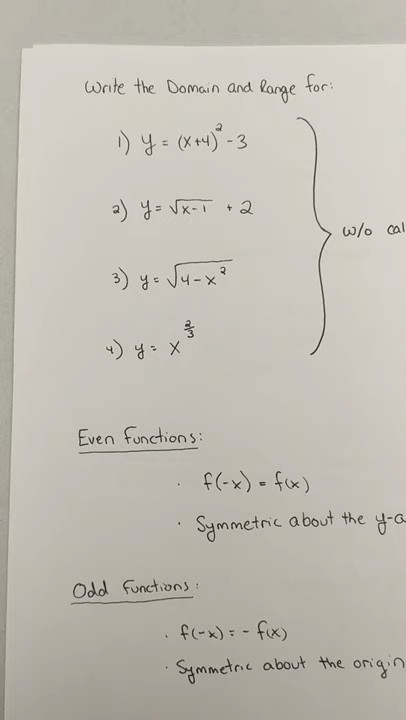 Write the Domain and Range for:
1) y = (x+4)² - 3
2) y = √(x-1) + 2
3) y = √(4-x²)
4) y = x^(2/3)
w/o cal
Even Functions:
· f(-x) = f(x)
· Symmetric about the y-a
Odd Functions:
· f(-x) = - f(x)
· Symmetric about the origin